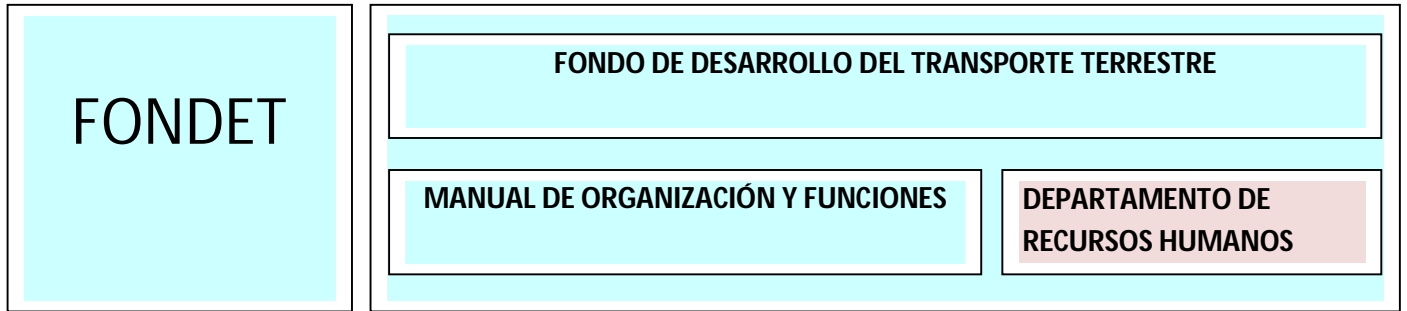 FONDET
FONDO DE DESARROLLO DEL TRANSPORTE TERRESTRE
MANUAL DE ORGANIZACIÓN Y FUNCIONES
DEPARTAMENTO DE
RECURSOS HUMANOS